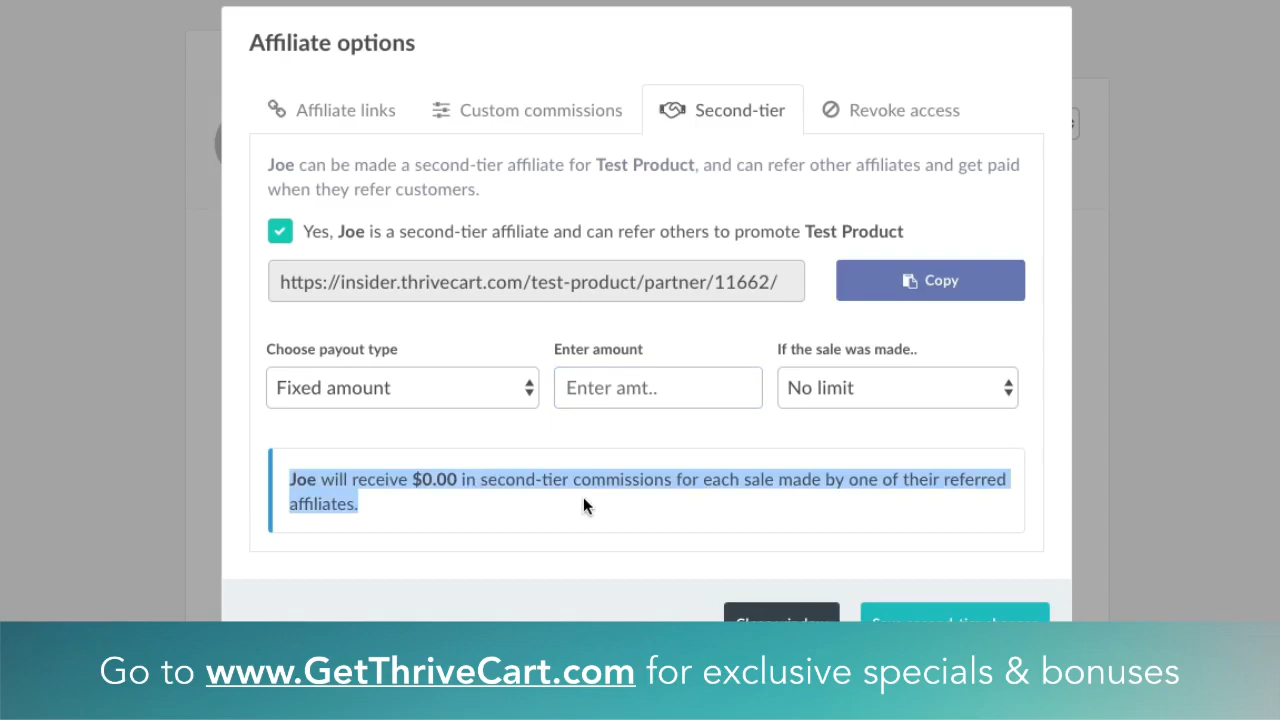 Affiliate options
Affiliate links
Custom commissions
Second-tier
Revoke access
Joe can be made a second-tier affiliate for Test Product, and can refer other affiliates and get paid
when they refer customers.
Yes, Joe is a second-tier affiliate and can refer others to promote Test Product
https://insider.thrivecart.com/test-product/partner/11662/
Copy
Choose payout type
Enter amount
If the sale was made..
Fixed amount
Enter amt..
No limit
Joe will receive $0.00 in second-tier commissions for each sale made by one of their referred
affiliates.
Go to www.GetThriveCart.com for exclusive specials & bonuses